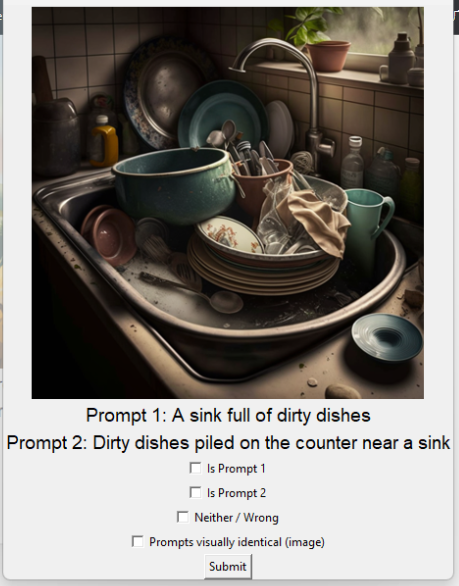 Prompt 1: A sink full of dirty dishes
Prompt 2: Dirty dishes piled on the counter near a sink
Is Prompt 1
Is Prompt 2
Neither / Wrong
Prompts visually identical (image)
Submit